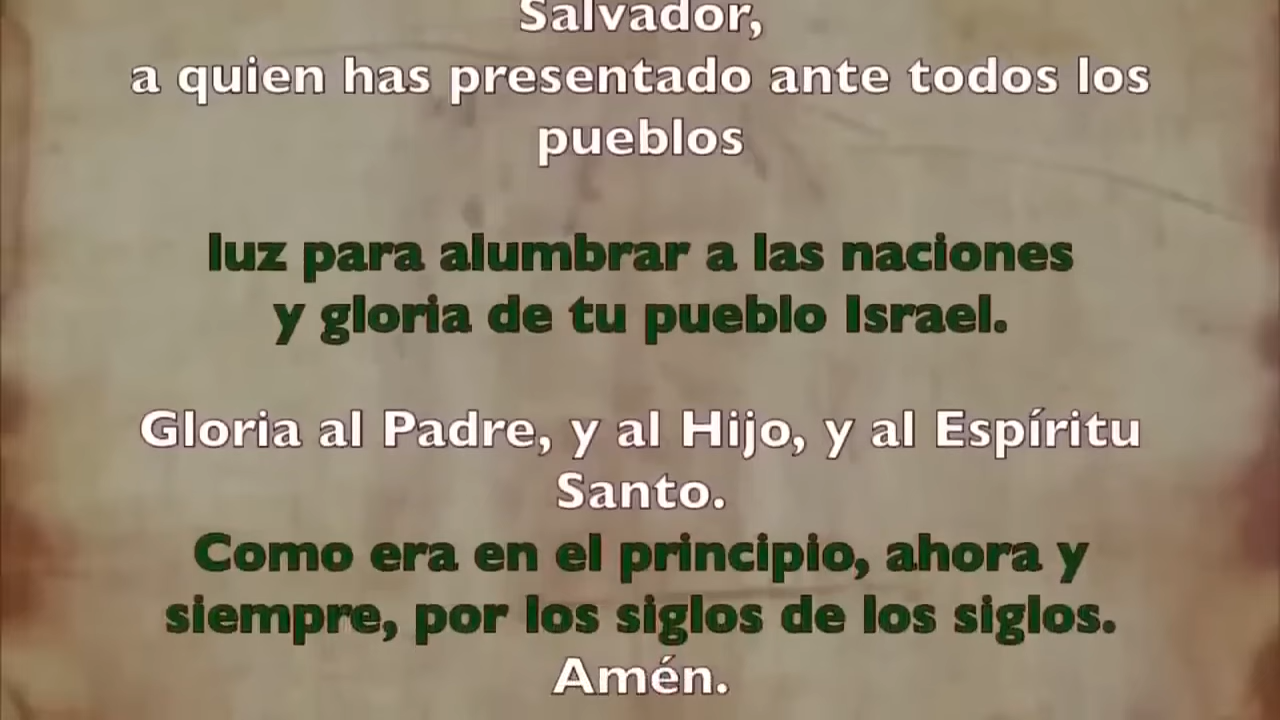 Salvador,
a quien has presentado ante todos los
pueblos
luz para alumbrar a las naciones
y gloria de tu pueblo Israel.
Gloria al Padre, y al Hijo, y al Espíritu
Santo.
Como era en el principio, ahora y
siempre, por los siglos de los siglos.
Amén.